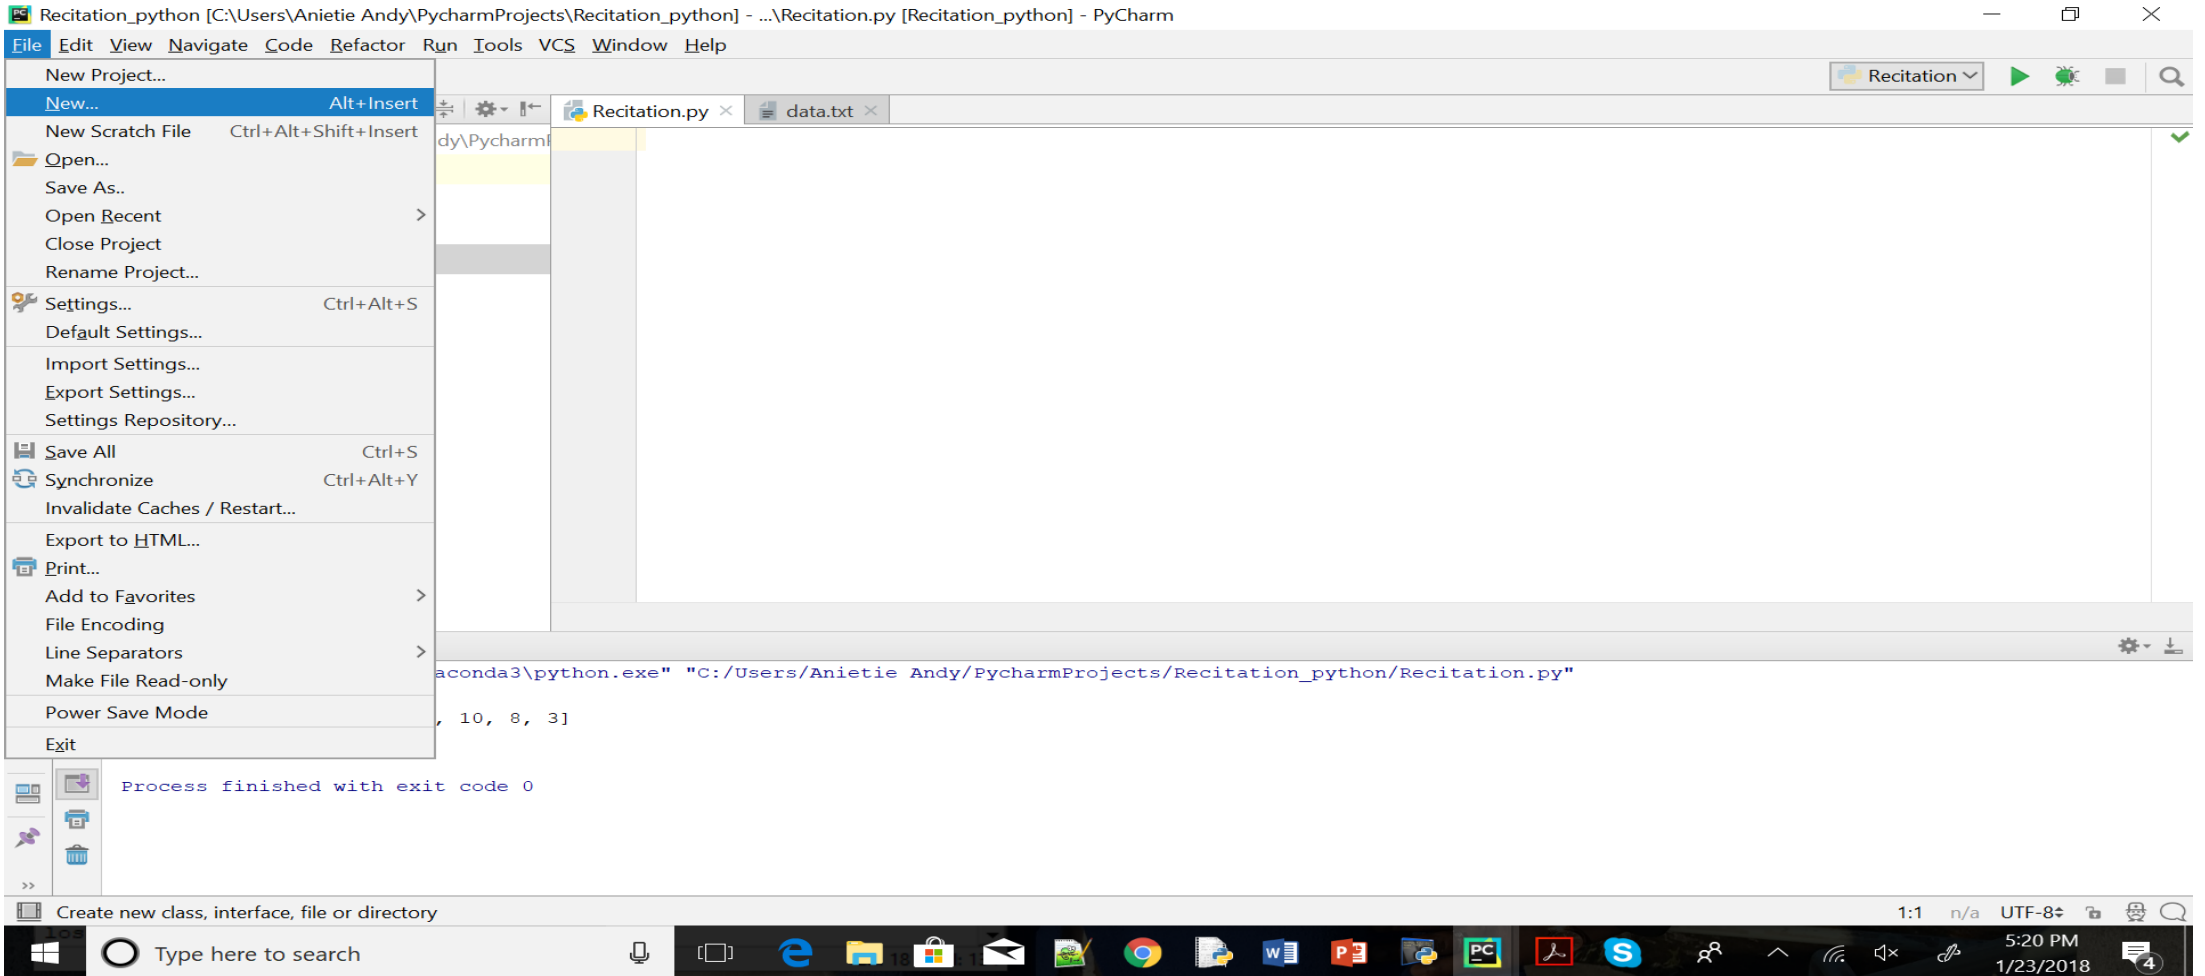 Recitation_python [C:\Users\Anietie Andy\PycharmProjects\Recitation_python] - ...\Recitation.py [Recitation_python] - PyCharm
File Edit View Navigate Code Refactor Run Tools VCS Window Help
New Project...
Recitation
New... Alt+Insert
Recitation.py data.txt
New Scratch File Ctrl+Alt+Shift+Insert
dy\Pycharm
Open...
Save As..
Open Recent
Close Project
Rename Project...
Settings... Ctrl+Alt+S
Default Settings...
Import Settings...
Export Settings...
Settings Repository...
Save All Ctrl+S
Synchronize Ctrl+Alt+Y
Invalidate Caches / Restart...
Export to HTML...
Print...
Add to Favorites
File Encoding
Line Separators
Make File Read-only
Power Save Mode
Exit
aconda3\python.exe" "C:/Users/Anietie Andy/PycharmProjects/Recitation_python/Recitation.py"
, 10, 8, 3]
Process finished with exit code 0
Create new class, interface, file or directory 1:1 n/a UTF-8
Type here to search
5:20 PM
1/23/2018
4